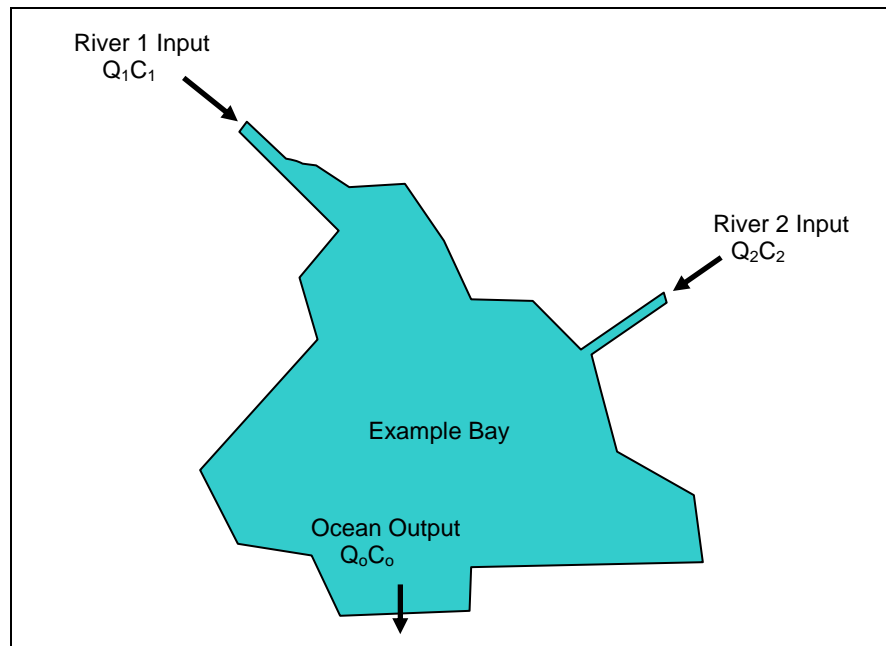 River 1 Input
Q₁C₁
River 2 Input
Q₂C₂
Example Bay
Ocean Output
QₒCₒ